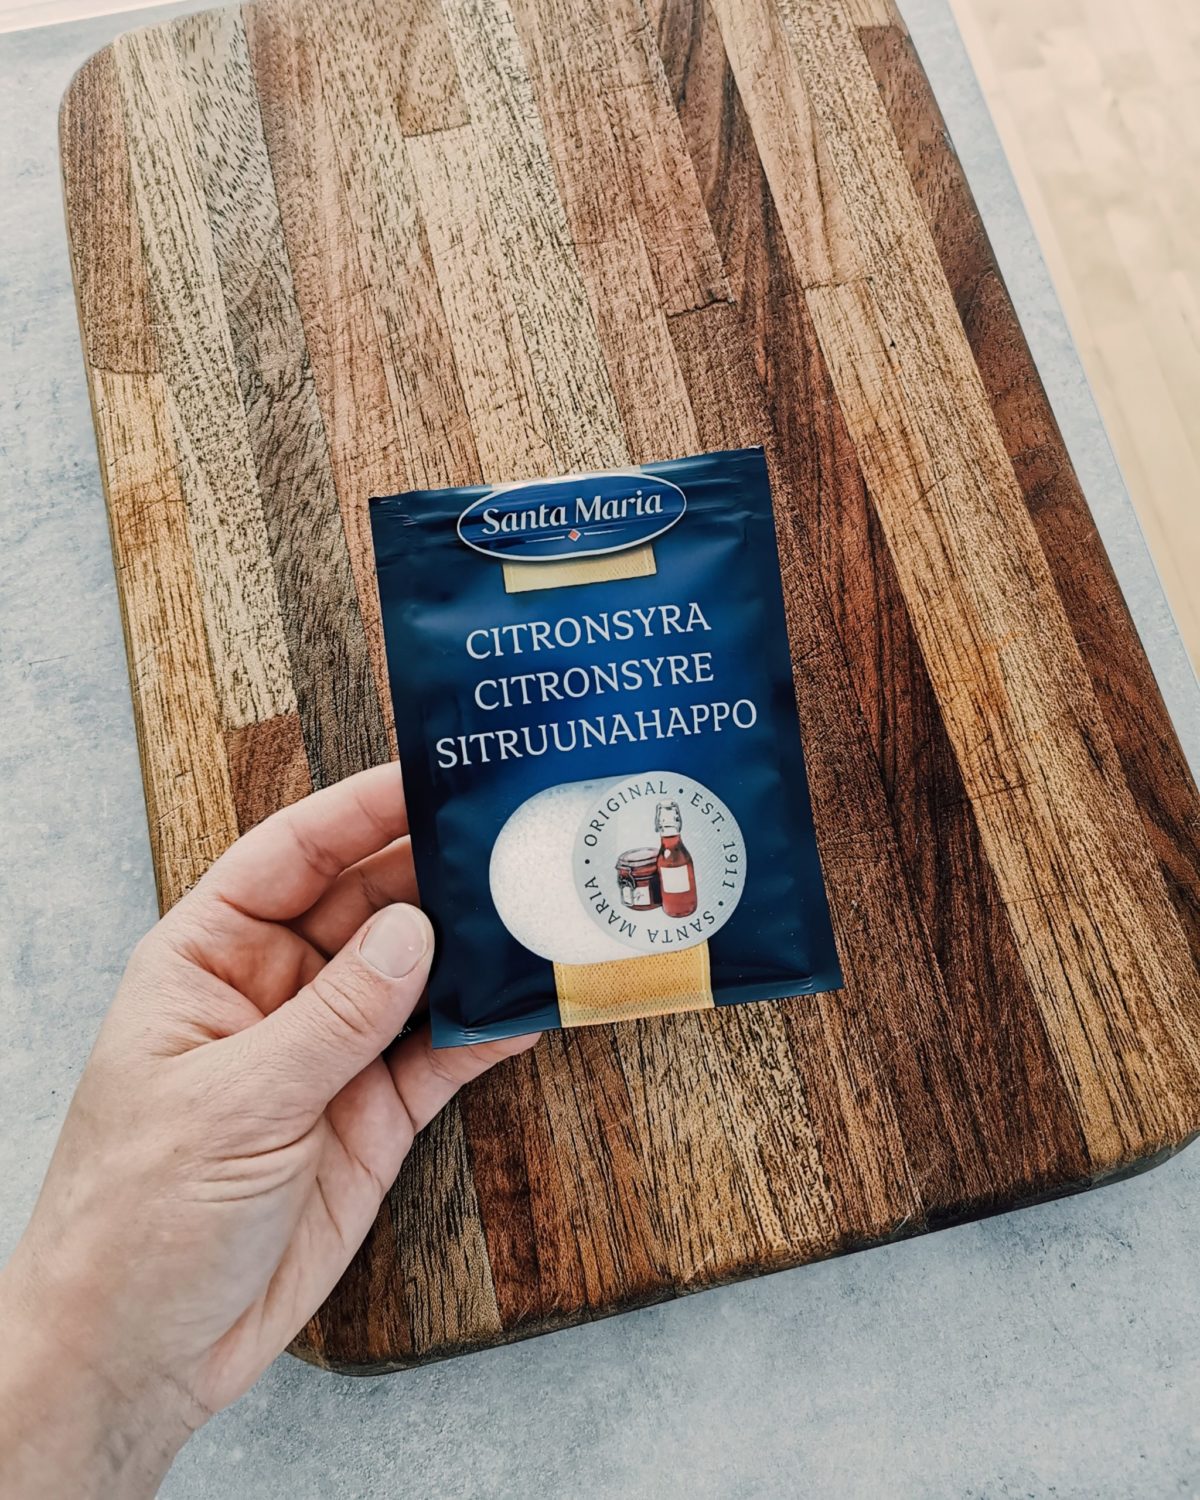 Santa Maria
CITRONSYRA
CITRONSYRE
SITRUUNAHAPPO
ORIGINAL • EST. 1911 • SANTA MARIA •